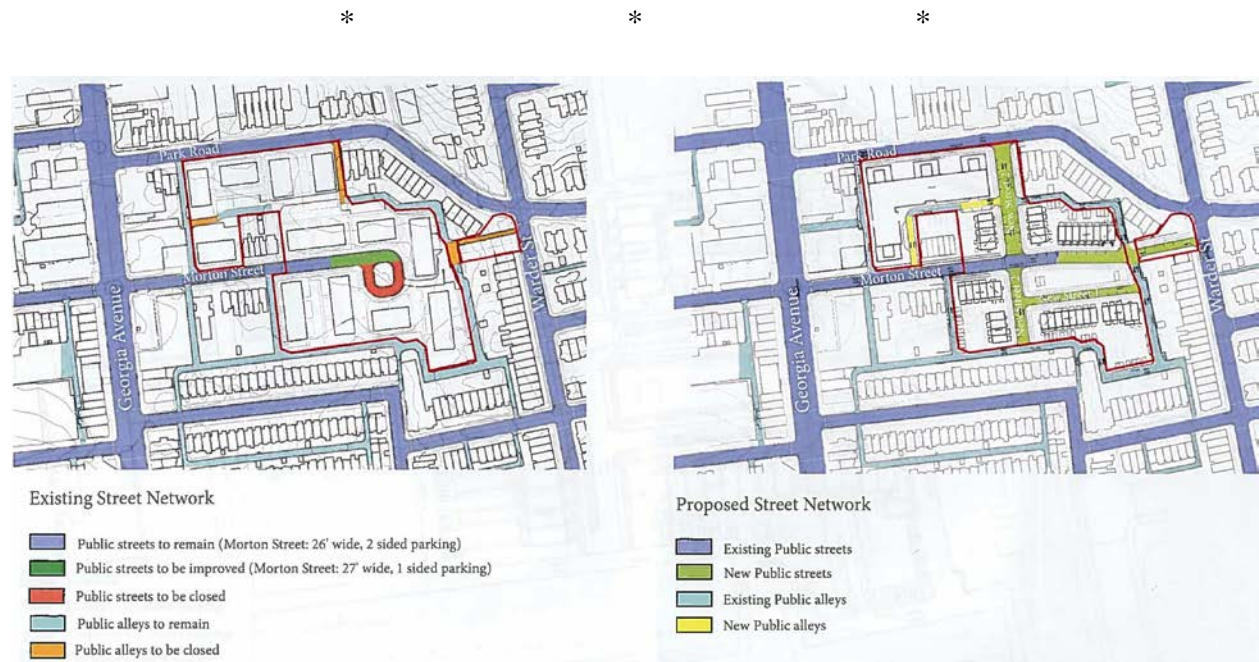 * * *
Park Road
Morton Street
Georgia Avenue
Warder St.
Existing Street Network
Public streets to remain (Morton Street: 26' wide, 2 sided parking)
Public streets to be improved (Morton Street: 27' wide, 1 sided parking)
Public streets to be closed
Public alleys to remain
Public alleys to be closed
Park Road
New Street
Morton Street
New Street
Georgia Avenue
Warder St.
Proposed Street Network
Existing Public streets
New Public streets
Existing Public alleys
New Public alleys